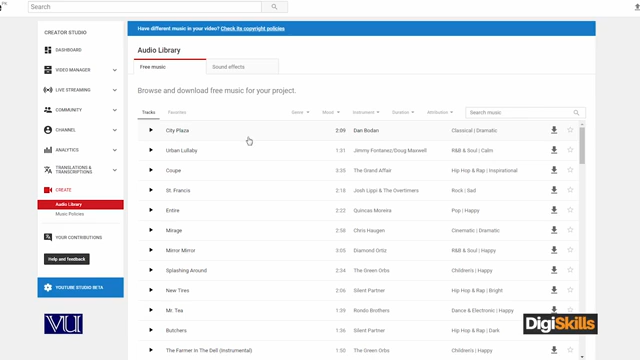 Search
Have different music in your video? Check its copyright policies
CREATOR STUDIO
DASHBOARD
VIDEO MANAGER
LIVE STREAMING
COMMUNITY
CHANNEL
ANALYTICS
TRANSLATIONS &
TRANSCRIPTIONS
CREATE
Audio Library
Music Policies
YOUR CONTRIBUTIONS
Help and feedback
YOUTUBE STUDIO BETA
Audio Library
Free music Sound effects
Browse and download free music for your project.
Tracks Favorites Genre Mood Instrument Duration Attribution Search music
City Plaza 2:09 Dan Bodan Classical | Dramatic
Urban Lullaby 1:31 Jimmy Fontanez/Doug Maxwell R&B & Soul | Calm
Coupe 3:35 The Grand Affair Hip Hop & Rap | Inspirational
St. Francis 2:18 Josh Lippi & The Overtimers Rock | Sad
Entire 2:22 Quincas Moreira Pop | Happy
Mirage 2:58 Chris Haugen Cinematic | Dramatic
Mirror Mirror 3:05 Diamond Ortiz R&B & Soul | Happy
Splashing Around 2:34 The Green Orbs Children's | Happy
New Tires 2:06 Silent Partner Hip Hop & Rap | Bright
Mr. Tea 1:39 Rondo Brothers Dance & Electronic | Happy
Butchers 1:36 Silent Partner Hip Hop & Rap | Dark
The Farmer In The Dell (Instrumental) 1:50 The Green Orbs Children's | Happy
VU
DigiSkills